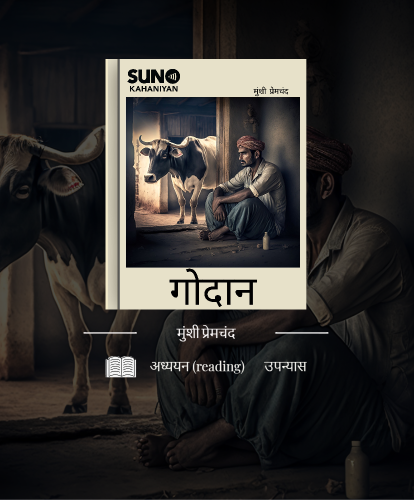 SUNO
KAHANIYAN
मुंशी प्रेमचंद
गोदान
मुंशी प्रेमचंद
अध्ययन (reading) उपन्यास